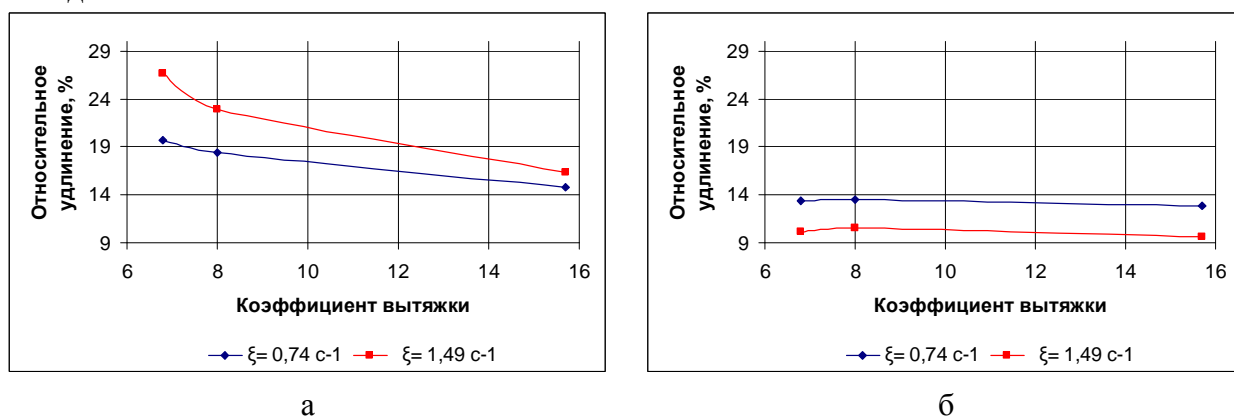 29
24
19
14
9
Относительное
удлинение, %
6 8 10 12 14 16
Коэффициент вытяжки
ξ= 0,74 с-1 ξ= 1,49 с-1
а
29
24
19
14
9
Относительное
удлинение, %
6 8 10 12 14 16
Коэффициент вытяжки
ξ= 0,74 с-1 ξ= 1,49 с-1
б